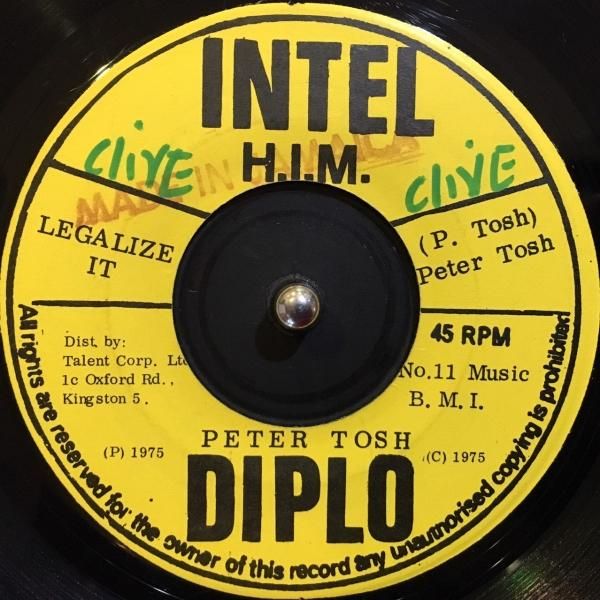 INTEL
H.I.M.
CLIVE
CLIVE
MADE IN JAMAICA
LEGALIZE
IT
(P. Tosh)
Peter Tosh
Dist. by:
Talent Corp. Ltd
1c Oxford Rd.,
Kingston 5.
(P) 1975
45 RPM
No.11 Music
B. M. I.
(C) 1975
PETER TOSH
DIPLO
All rights are reserved for the owner of this record any unauthorised copying is prohibited